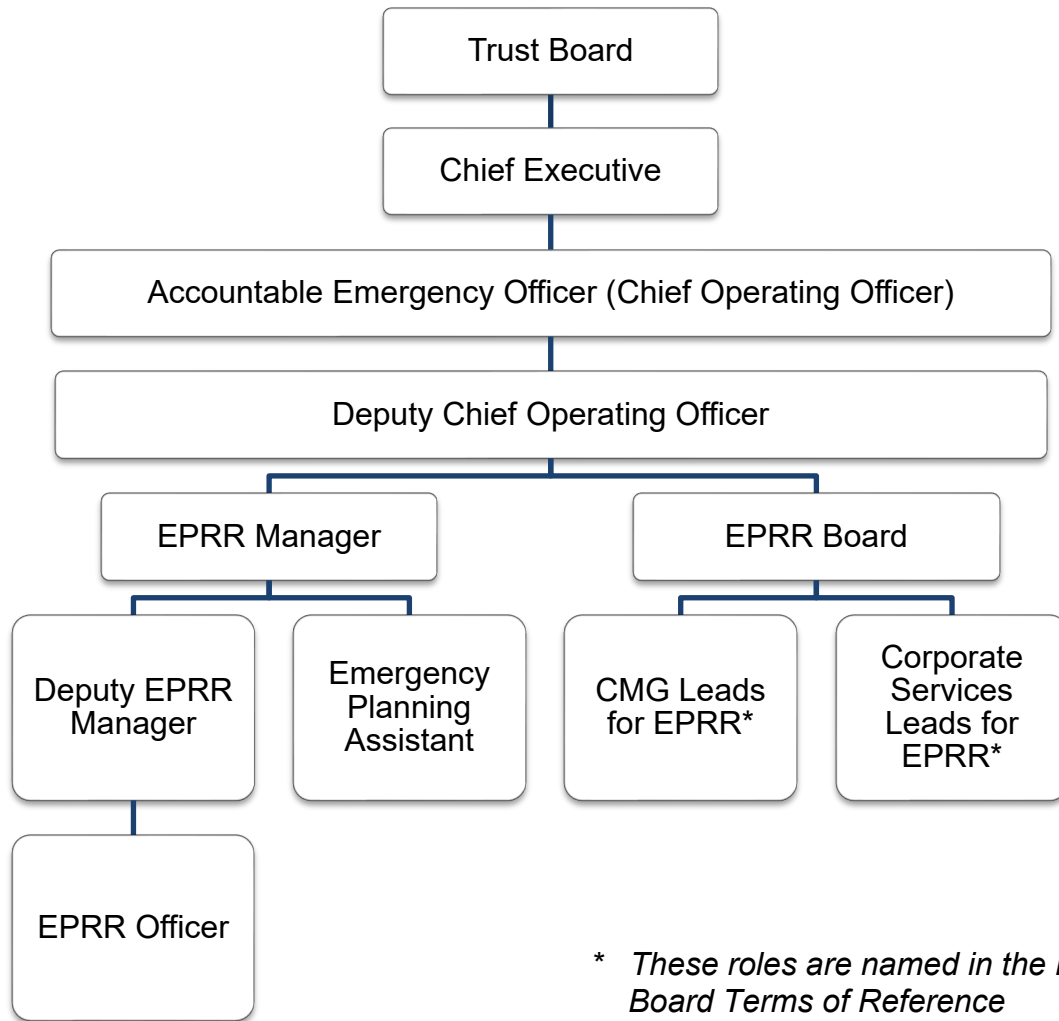 Trust Board
Chief Executive
Accountable Emergency Officer (Chief Operating Officer)
Deputy Chief Operating Officer
EPRR Manager
EPRR Board
Deputy EPRR
Manager
Emergency
Planning
Assistant
CMG Leads
for EPRR*
Corporate
Services
Leads for
EPRR*
EPRR Officer
* These roles are named in the
Board Terms of Reference